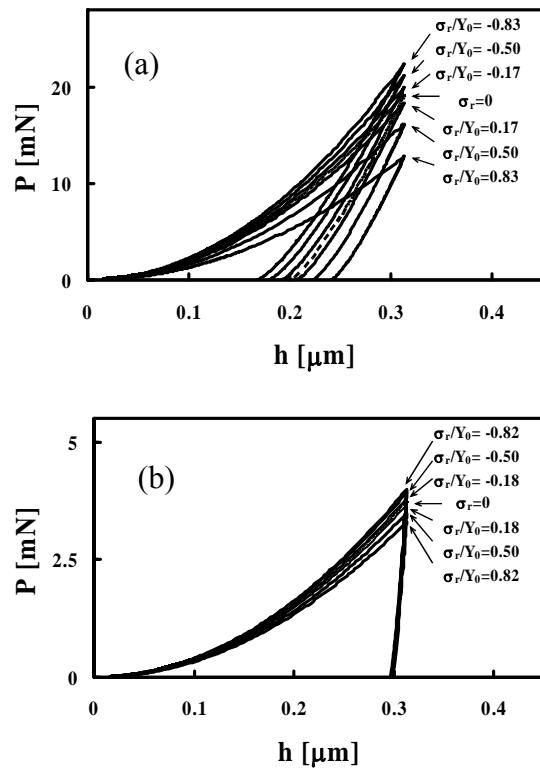 (a)
σr/Y0= -0.83
σr/Y0= -0.50
σr/Y0= -0.17
σr=0
σr/Y0=0.17
σr/Y0=0.50
σr/Y0=0.83
P [mN]
20
10
0
0 0.1 0.2 0.3 0.4
h [μm]
(b)
σr/Y0= -0.82
σr/Y0= -0.50
σr/Y0= -0.18
σr=0
σr/Y0=0.18
σr/Y0=0.50
σr/Y0=0.82
P [mN]
5
2.5
0
0 0.1 0.2 0.3 0.4
h [μm]